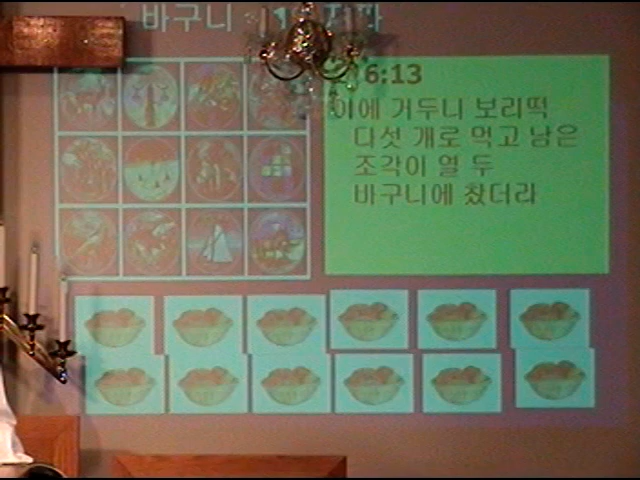 바구니
6:13
이에 거두니 보리떡
다섯 개로 먹고 남은
조각이 열 두
바구니에 찼더라